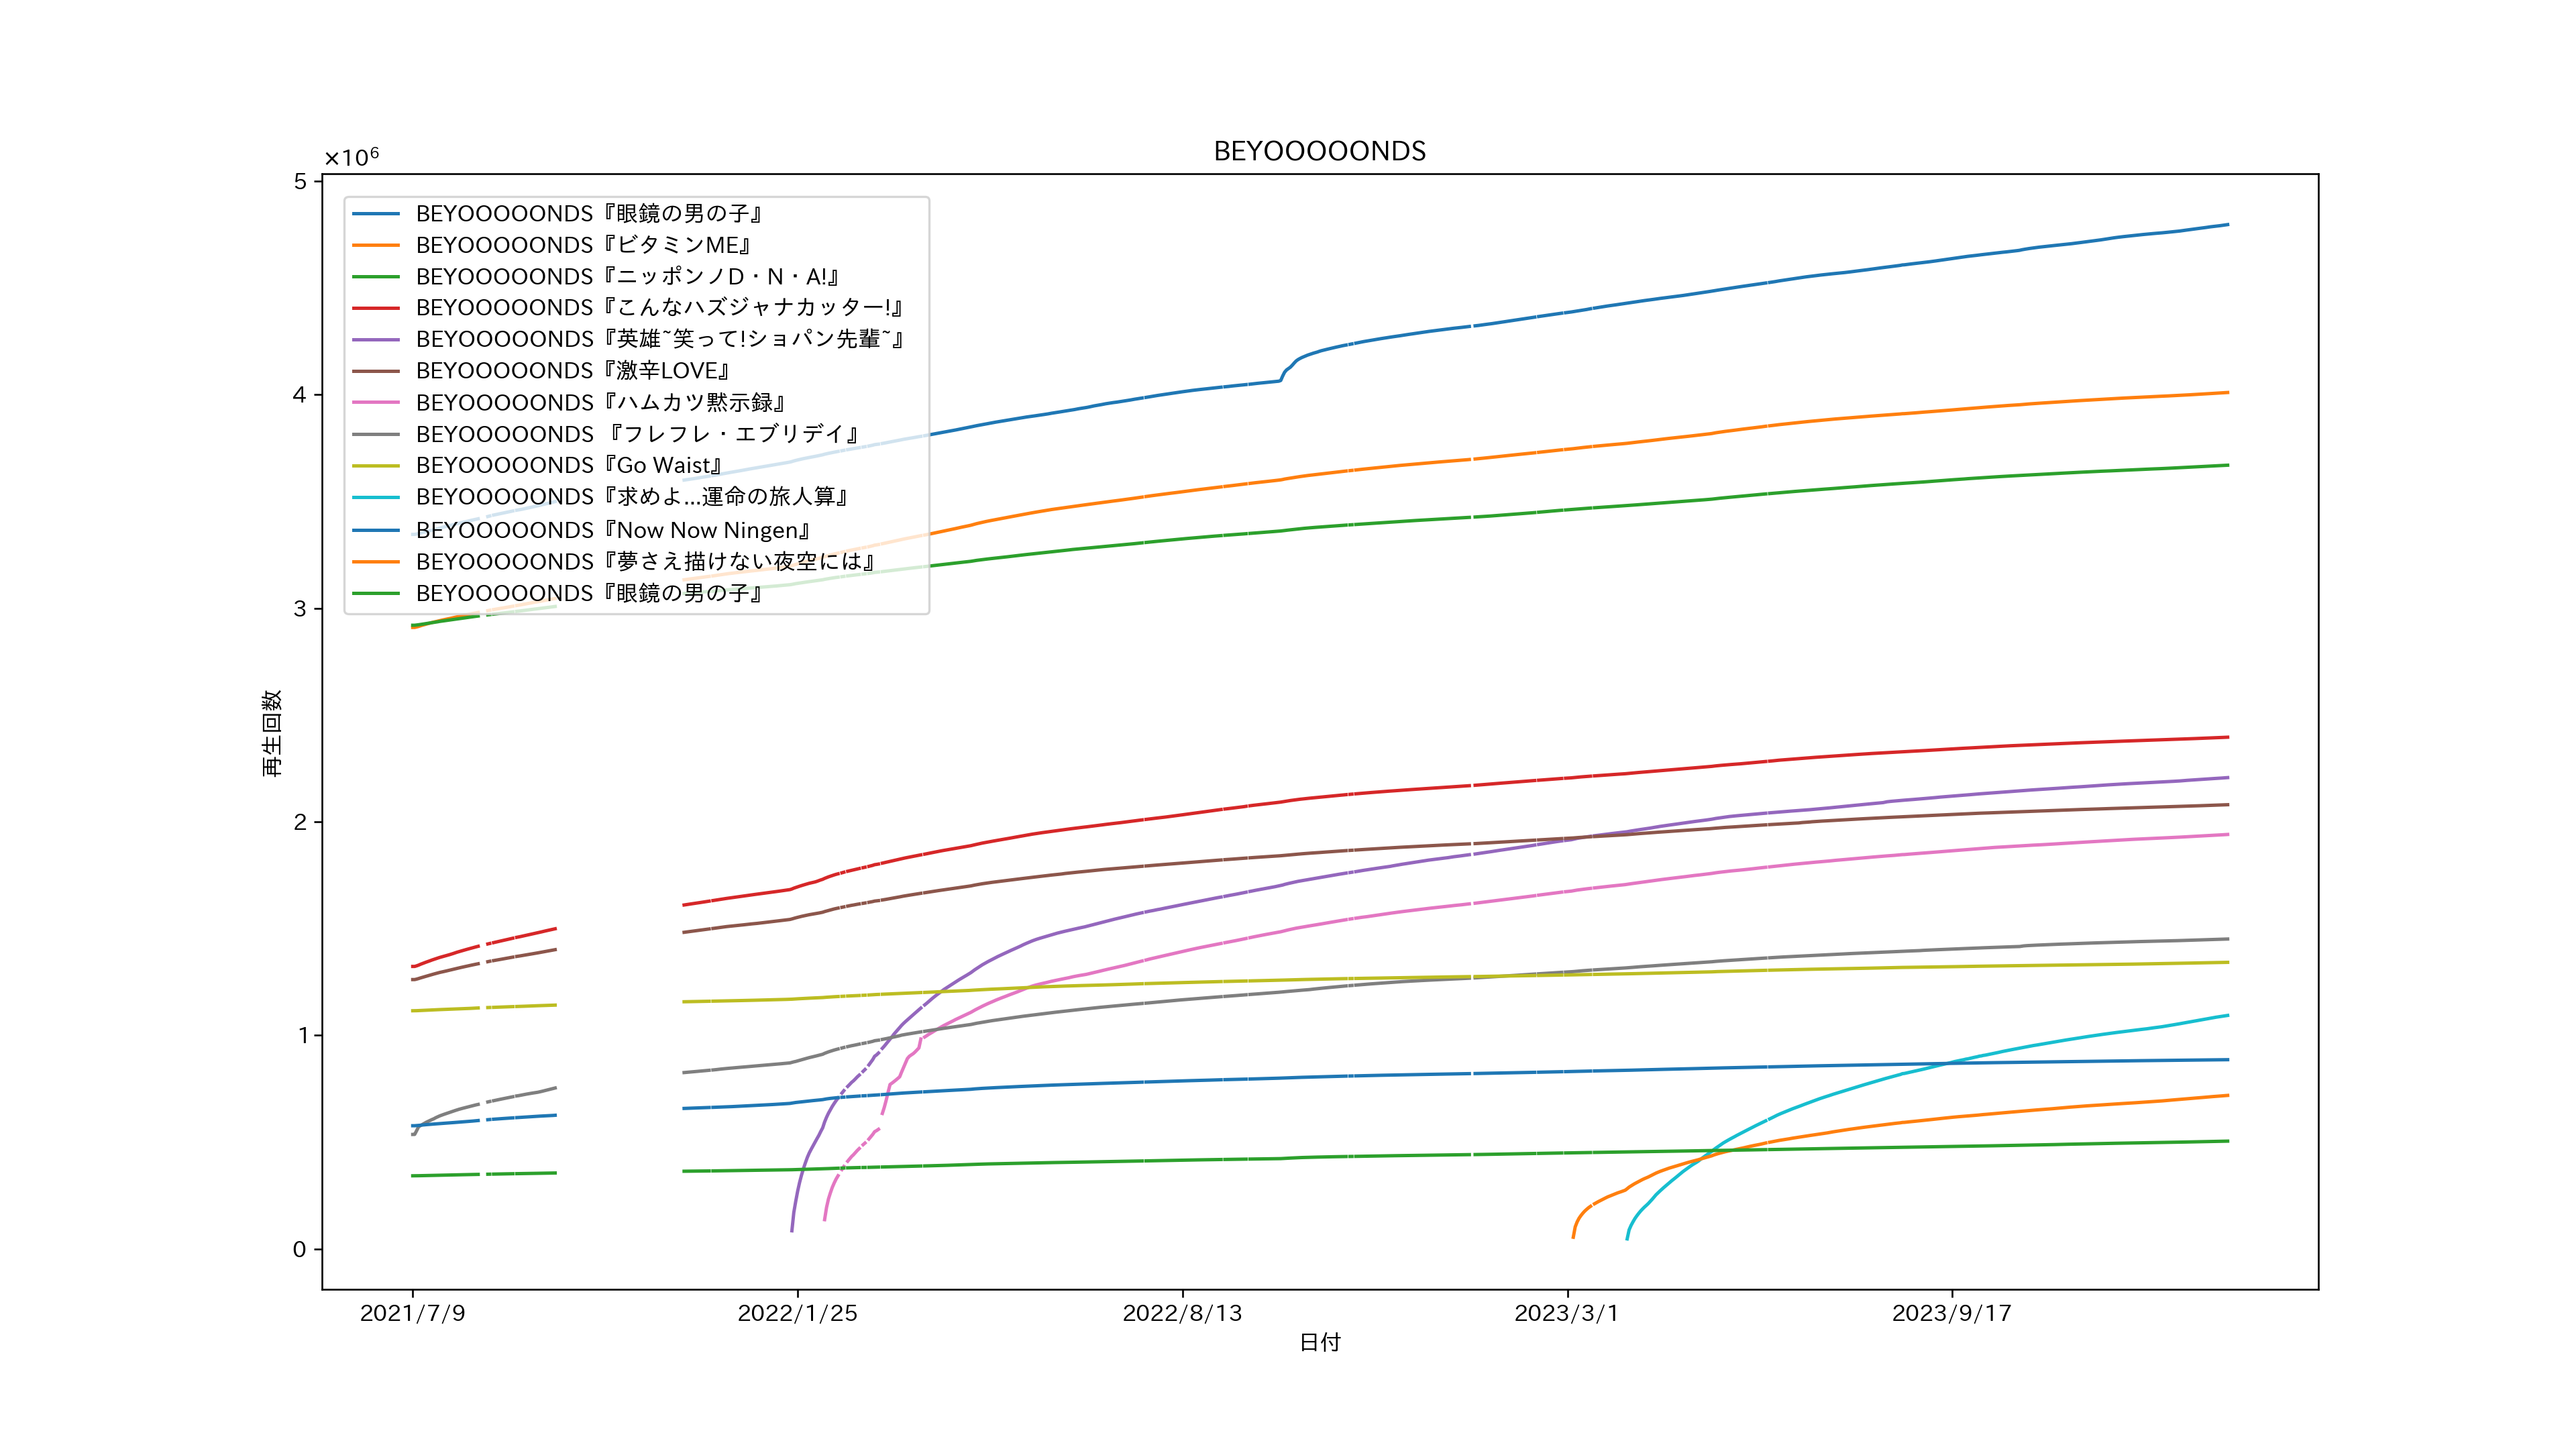 BEYOOOOONDS
×10⁶
5
4
3
2
1
0
再生回数
BEYOOOOONDS『眼鏡の男の子』
BEYOOOOONDS『ビタミンME』
BEYOOOOONDS『ニッポンノD・N・A!』
BEYOOOOONDS『こんなハズジャナカッター!』
BEYOOOOONDS『英雄~笑って!ショパン先輩~』
BEYOOOOONDS『激辛LOVE』
BEYOOOOONDS『ハムカツ黙示録』
BEYOOOOONDS 『フレフレ・エブリデイ』
BEYOOOOONDS『Go Waist』
BEYOOOOONDS『求めよ...運命の旅人算』
BEYOOOOONDS『Now Now Ningen』
BEYOOOOONDS『夢さえ描けない夜空には』
BEYOOOOONDS『眼鏡の男の子』
2021/7/9
2022/1/25
2022/8/13
2023/3/1
2023/9/17
日付